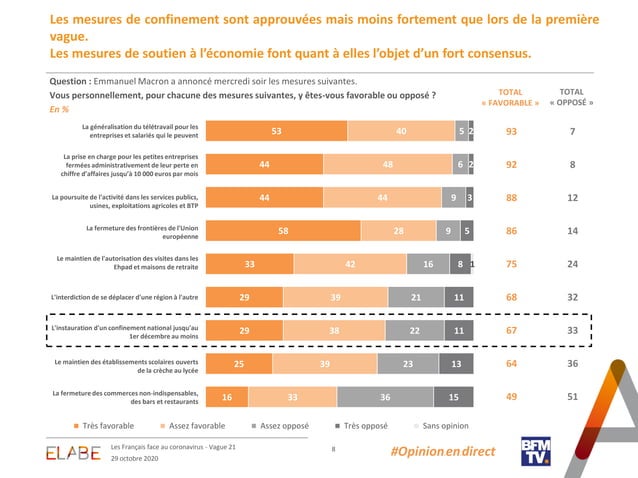 Les mesures de confinement sont approuvées mais moins fortement que lors de la première
vague.
Les mesures de soutien à l'économie font quant à elles l'objet d'un fort consensus.
Question : Emmanuel Macron a annoncé mercredi soir les mesures suivantes.
Vous personnellement, pour chacune des mesures suivantes, y êtes-vous favorable ou opposé ?
En %
TOTAL
« FAVORABLE »
TOTAL
« OPPOSÉ »
La généralisation du télétravail pour les
entreprises et salariés qui le peuvent
53 40 5 2 93 7
La prise en charge pour les petites entreprises
fermées administrativement de leur perte en
chiffre d'affaires jusqu'à 10 000 euros par mois
44 48 6 2 92 8
La poursuite de l'activité dans les services publics,
usines, exploitations agricoles et BTP
44 44 9 3 88 12
La fermeture des frontières de l'Union
européenne
58 28 9 5 86 14
Le maintien de l'autorisation des visites dans les
Ehpad et maisons de retraite
33 42 16 8 1 75 24
L'interdiction de se déplacer d'une région à l'autre
29 39 21 11 68 32
L'instauration d'un confinement national jusqu'au
1er décembre au moins
29 38 22 11 67 33
Le maintien des établissements scolaires ouverts
de la crèche au lycée
25 39 23 13 64 36
La fermeture des commerces non-indispensables,
des bars et restaurants
16 33 36 15 49 51
Très favorable Assez favorable Assez opposé Très opposé Sans opinion
ELABE
Les Français face au coronavirus - Vague 21
29 octobre 2020
8
#Opinion en direct
BFM
TV.